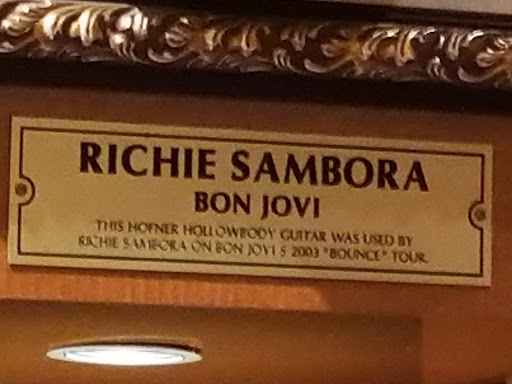 RICHIE SAMBORA
BON JOVI
THIS HOFNER HOLLOWBODY GUITAR WAS USED BY
RICHIE SAMBORA ON BON JOVI S 2003 "BOUNCE" TOUR